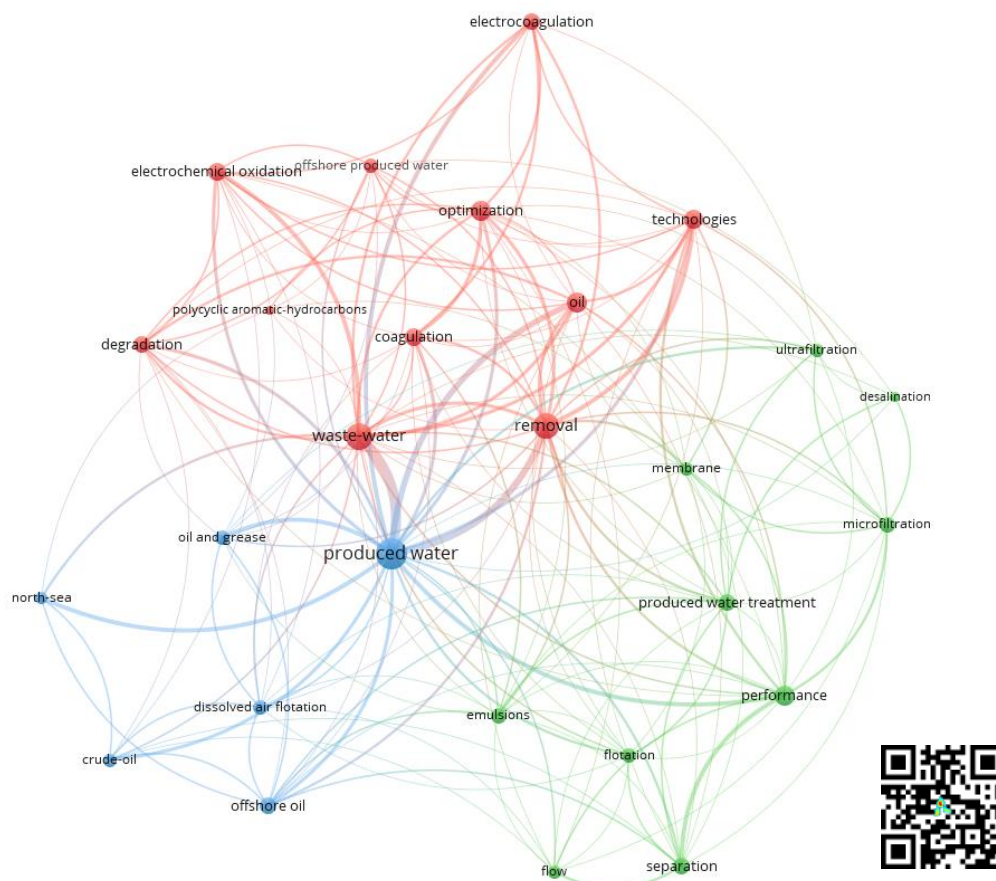 electrocoagulation
offshore produced water
electrochemical oxidation
optimization
technologies
oil
polycyclic aromatic-hydrocarbons
coagulation
degradation
ultrafiltration
desalination
removal
waste-water
membrane
microfiltration
oil and grease
produced water
north-sea
produced water treatment
performance
dissolved air flotation
emulsions
flotation
crude-oil
offshore oil
separation
flow